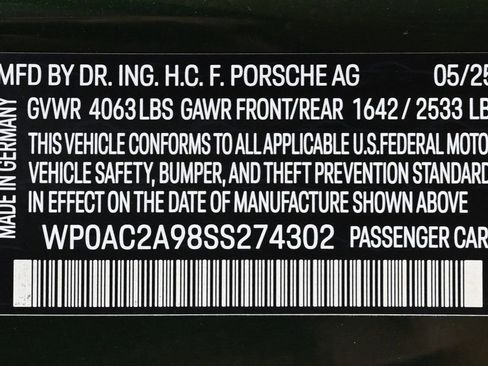 MFD BY DR. ING. H.C. F. PORSCHE AG 05/25
GVWR 4063 LBS GAWR FRONT/REAR 1642 / 2533 LB
THIS VEHICLE CONFORMS TO ALL APPLICABLE U.S.FEDERAL MOTO
VEHICLE SAFETY, BUMPER, AND THEFT PREVENTION STANDARD
IN EFFECT ON THE DATE OF MANUFACTURE SHOWN ABOVE
WP0AC2A98SS274302 PASSENGER CAR
MADE IN GERMANY